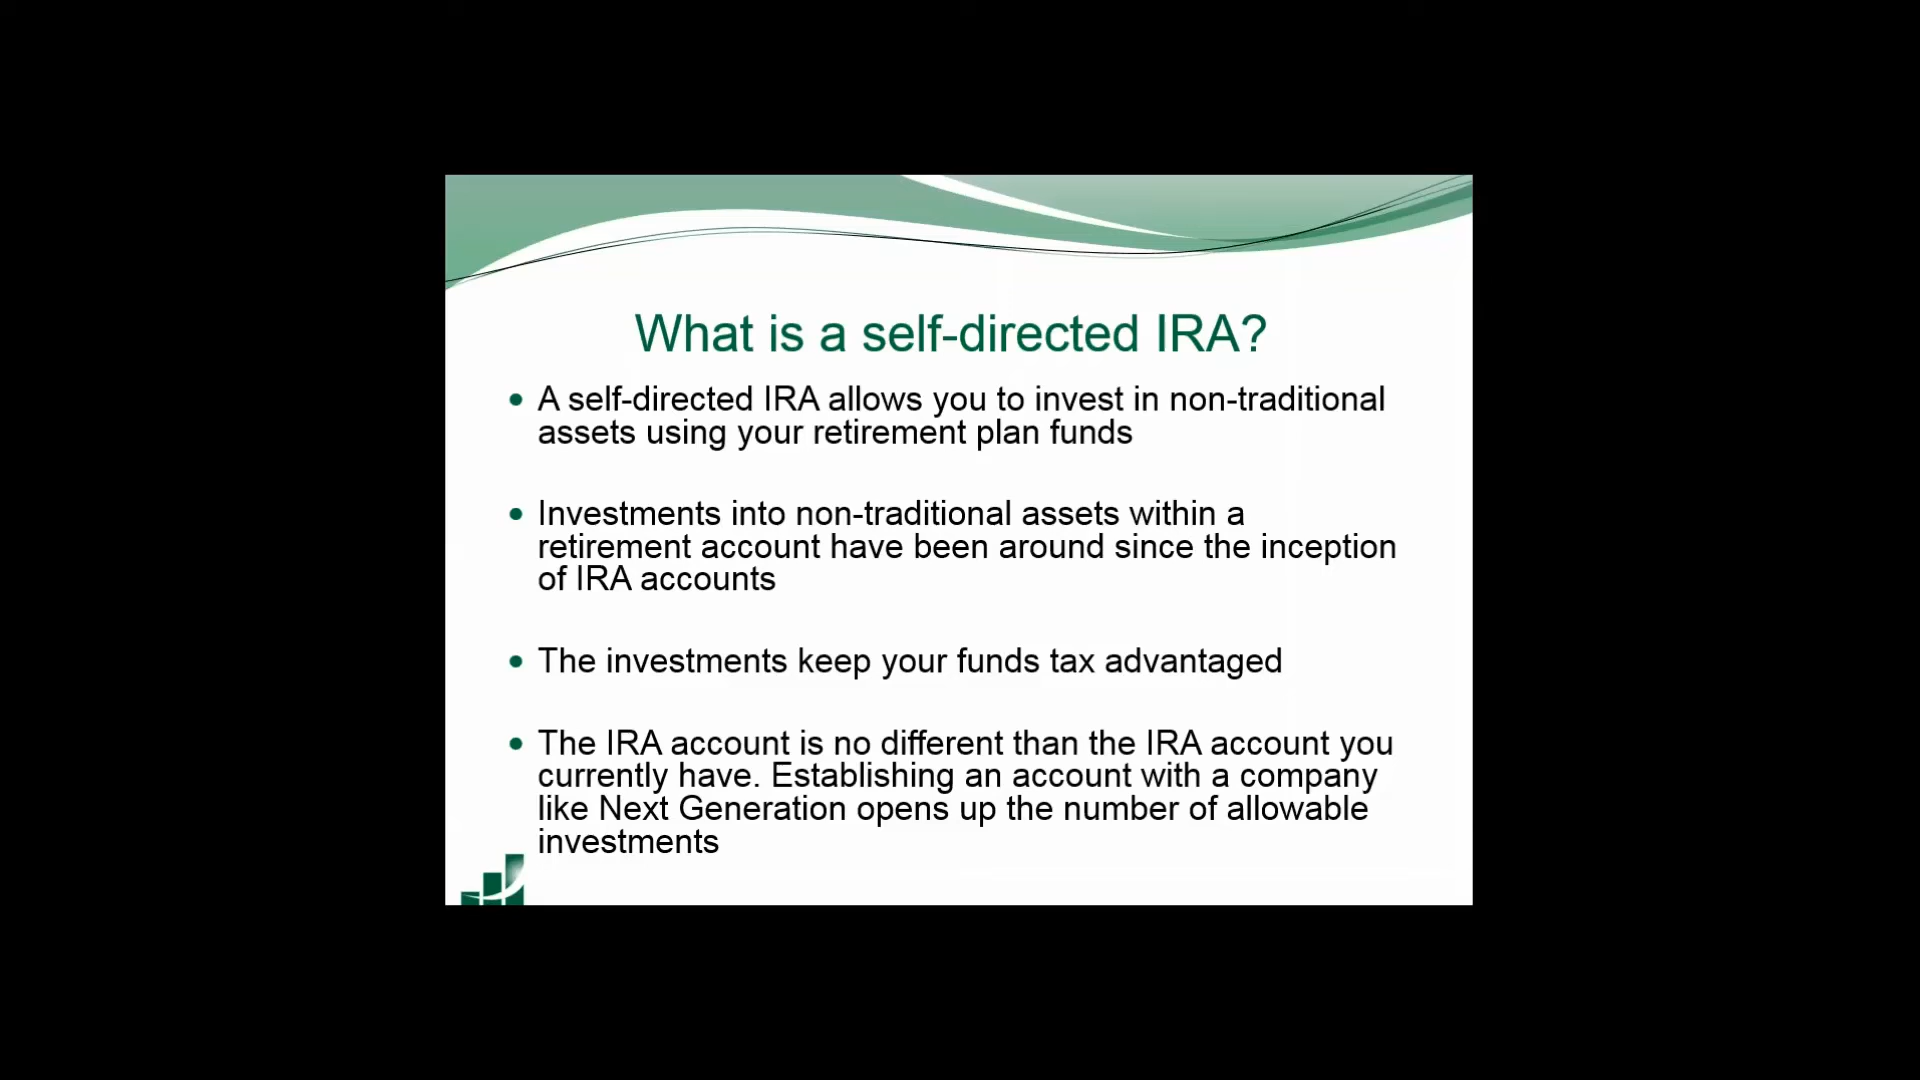 What is a self-directed IRA?
• A self-directed IRA allows you to invest in non-traditional
assets using your retirement plan funds
• Investments into non-traditional assets within a
retirement account have been around since the inception
of IRA accounts
• The investments keep your funds tax advantaged
• The IRA account is no different than the IRA account you
currently have. Establishing an account with a company
like Next Generation opens up the number of allowable
investments